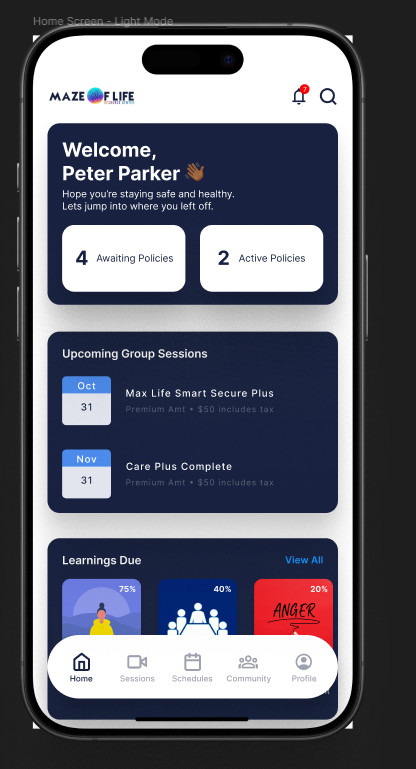 Home Screen - Light Mode
MAZE OF LIFE
7
Welcome,
Peter Parker
Hope you're staying safe and healthy.
Lets jump into where you left off.
4 Awaiting Policies
2 Active Policies
Upcoming Group Sessions
Oct
31
Max Life Smart Secure Plus
Premium Amt • $50 includes tax
Nov
31
Care Plus Complete
Premium Amt • $50 includes tax
Learnings Due
View All
75%
40%
20%
ANGER
Home
Sessions
Schedules
Community
Profile